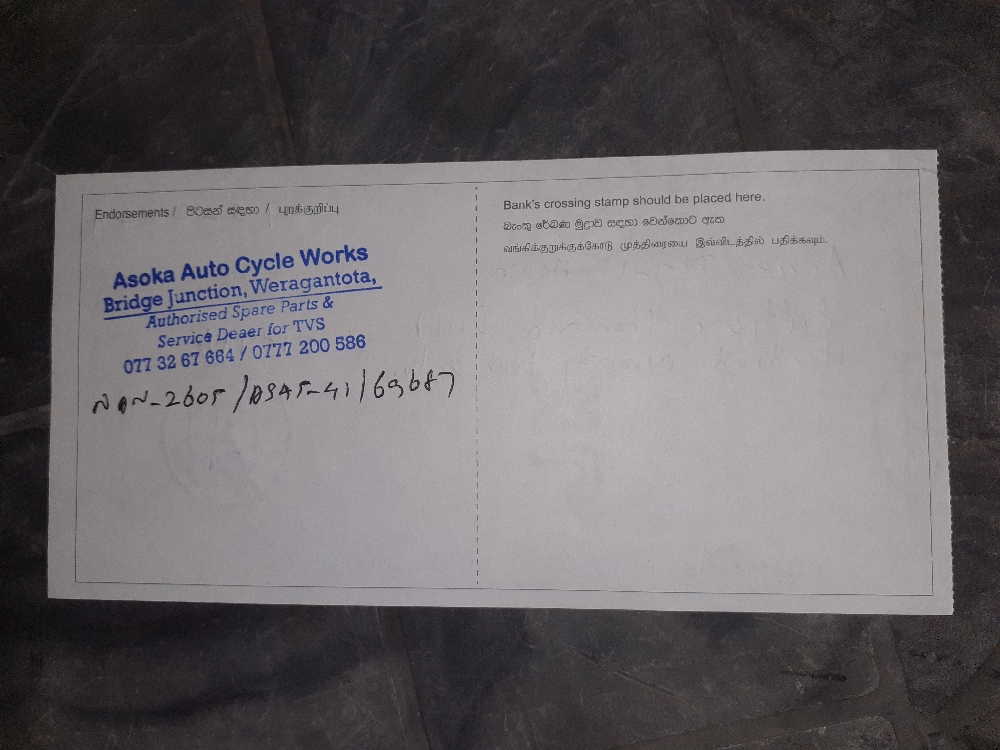 Endorsements / පිටසන් සඳහා / புறக்குறிப்பு
Asoka Auto Cycle Works
Bridge Junction, Weragantota,
Authorised Spare Parts &
Service Deaer for TVS
077 32 67 664 / 0777 200 586
-2605 /69687
Bank's crossing stamp should be placed here.
බැංකු රේඛණ මුද්‍රාව සඳහා වෙන්කොට ඇත
வங்கிக்குறுக்குக்கோடு முத்திரையை இவ்விடத்தில் பதிக்கவும்.